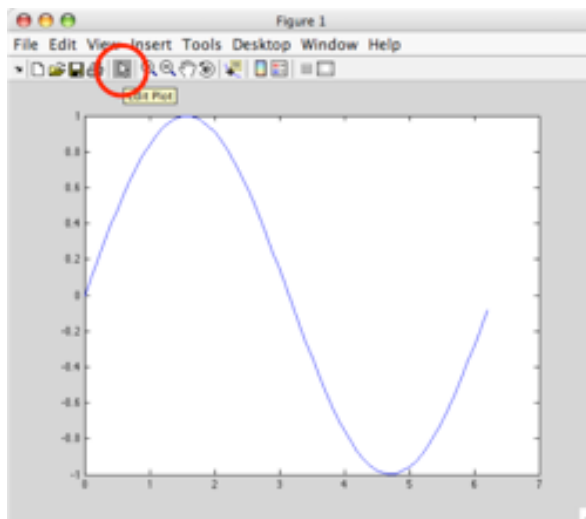 Figure 1
File Edit View Insert Tools Desktop Window Help
Edit Plot
1
0.8
0.6
0.4
0.2
0
-0.2
-0.4
-0.6
-0.8
-1
0 1 2 3 4 5 6 7